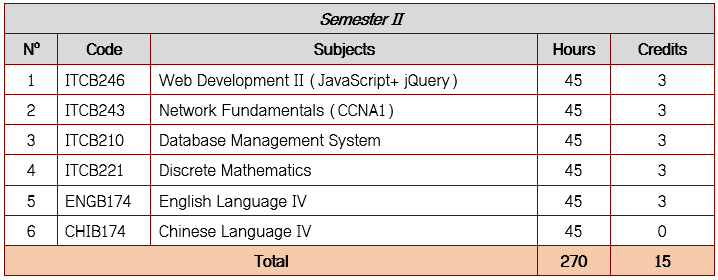 Semester II
Nº Code Subjects Hours Credits
1 ITCB246 Web Development II (JavaScript+ jQuery) 45 3
2 ITCB243 Network Fundamentals (CCNA1) 45 3
3 ITCB210 Database Management System 45 3
4 ITCB221 Discrete Mathematics 45 3
5 ENGB174 English Language IV 45 3
6 CHIB174 Chinese Language IV 45 0
Total 270 15